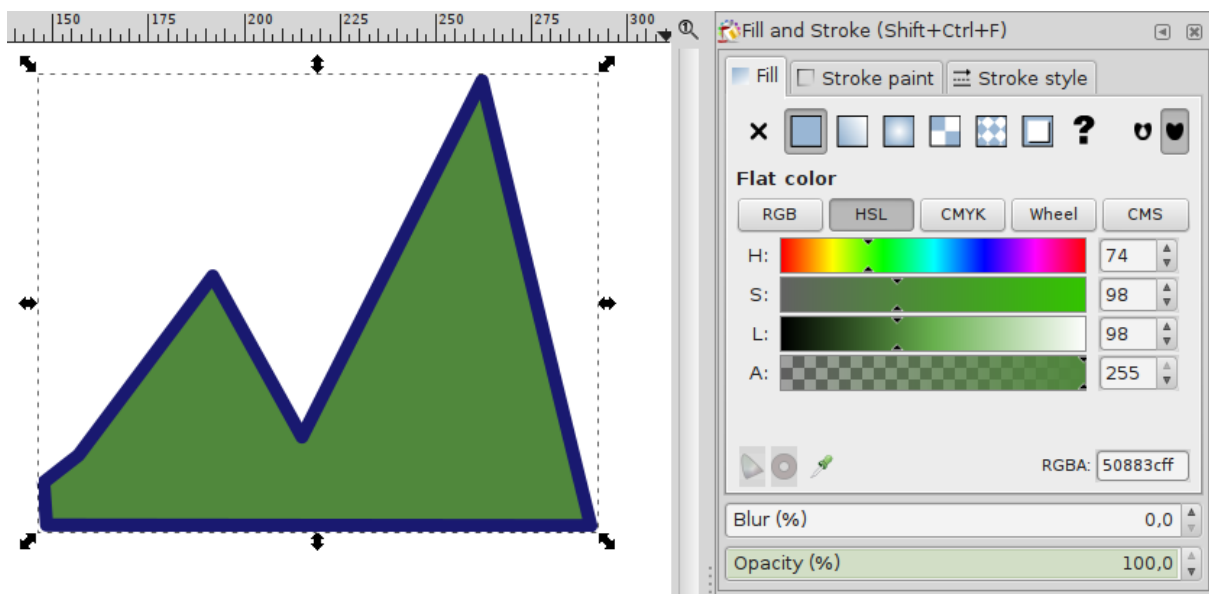 150 175 200 225 250 275 300
Fill and Stroke (Shift+Ctrl+F)
Fill Stroke paint Stroke style
?
Flat color
RGB HSL CMYK Wheel CMS
H: 74
S: 98
L: 98
A: 255
RGBA: 50883cff
Blur (%) 0,0
Opacity (%) 100,0